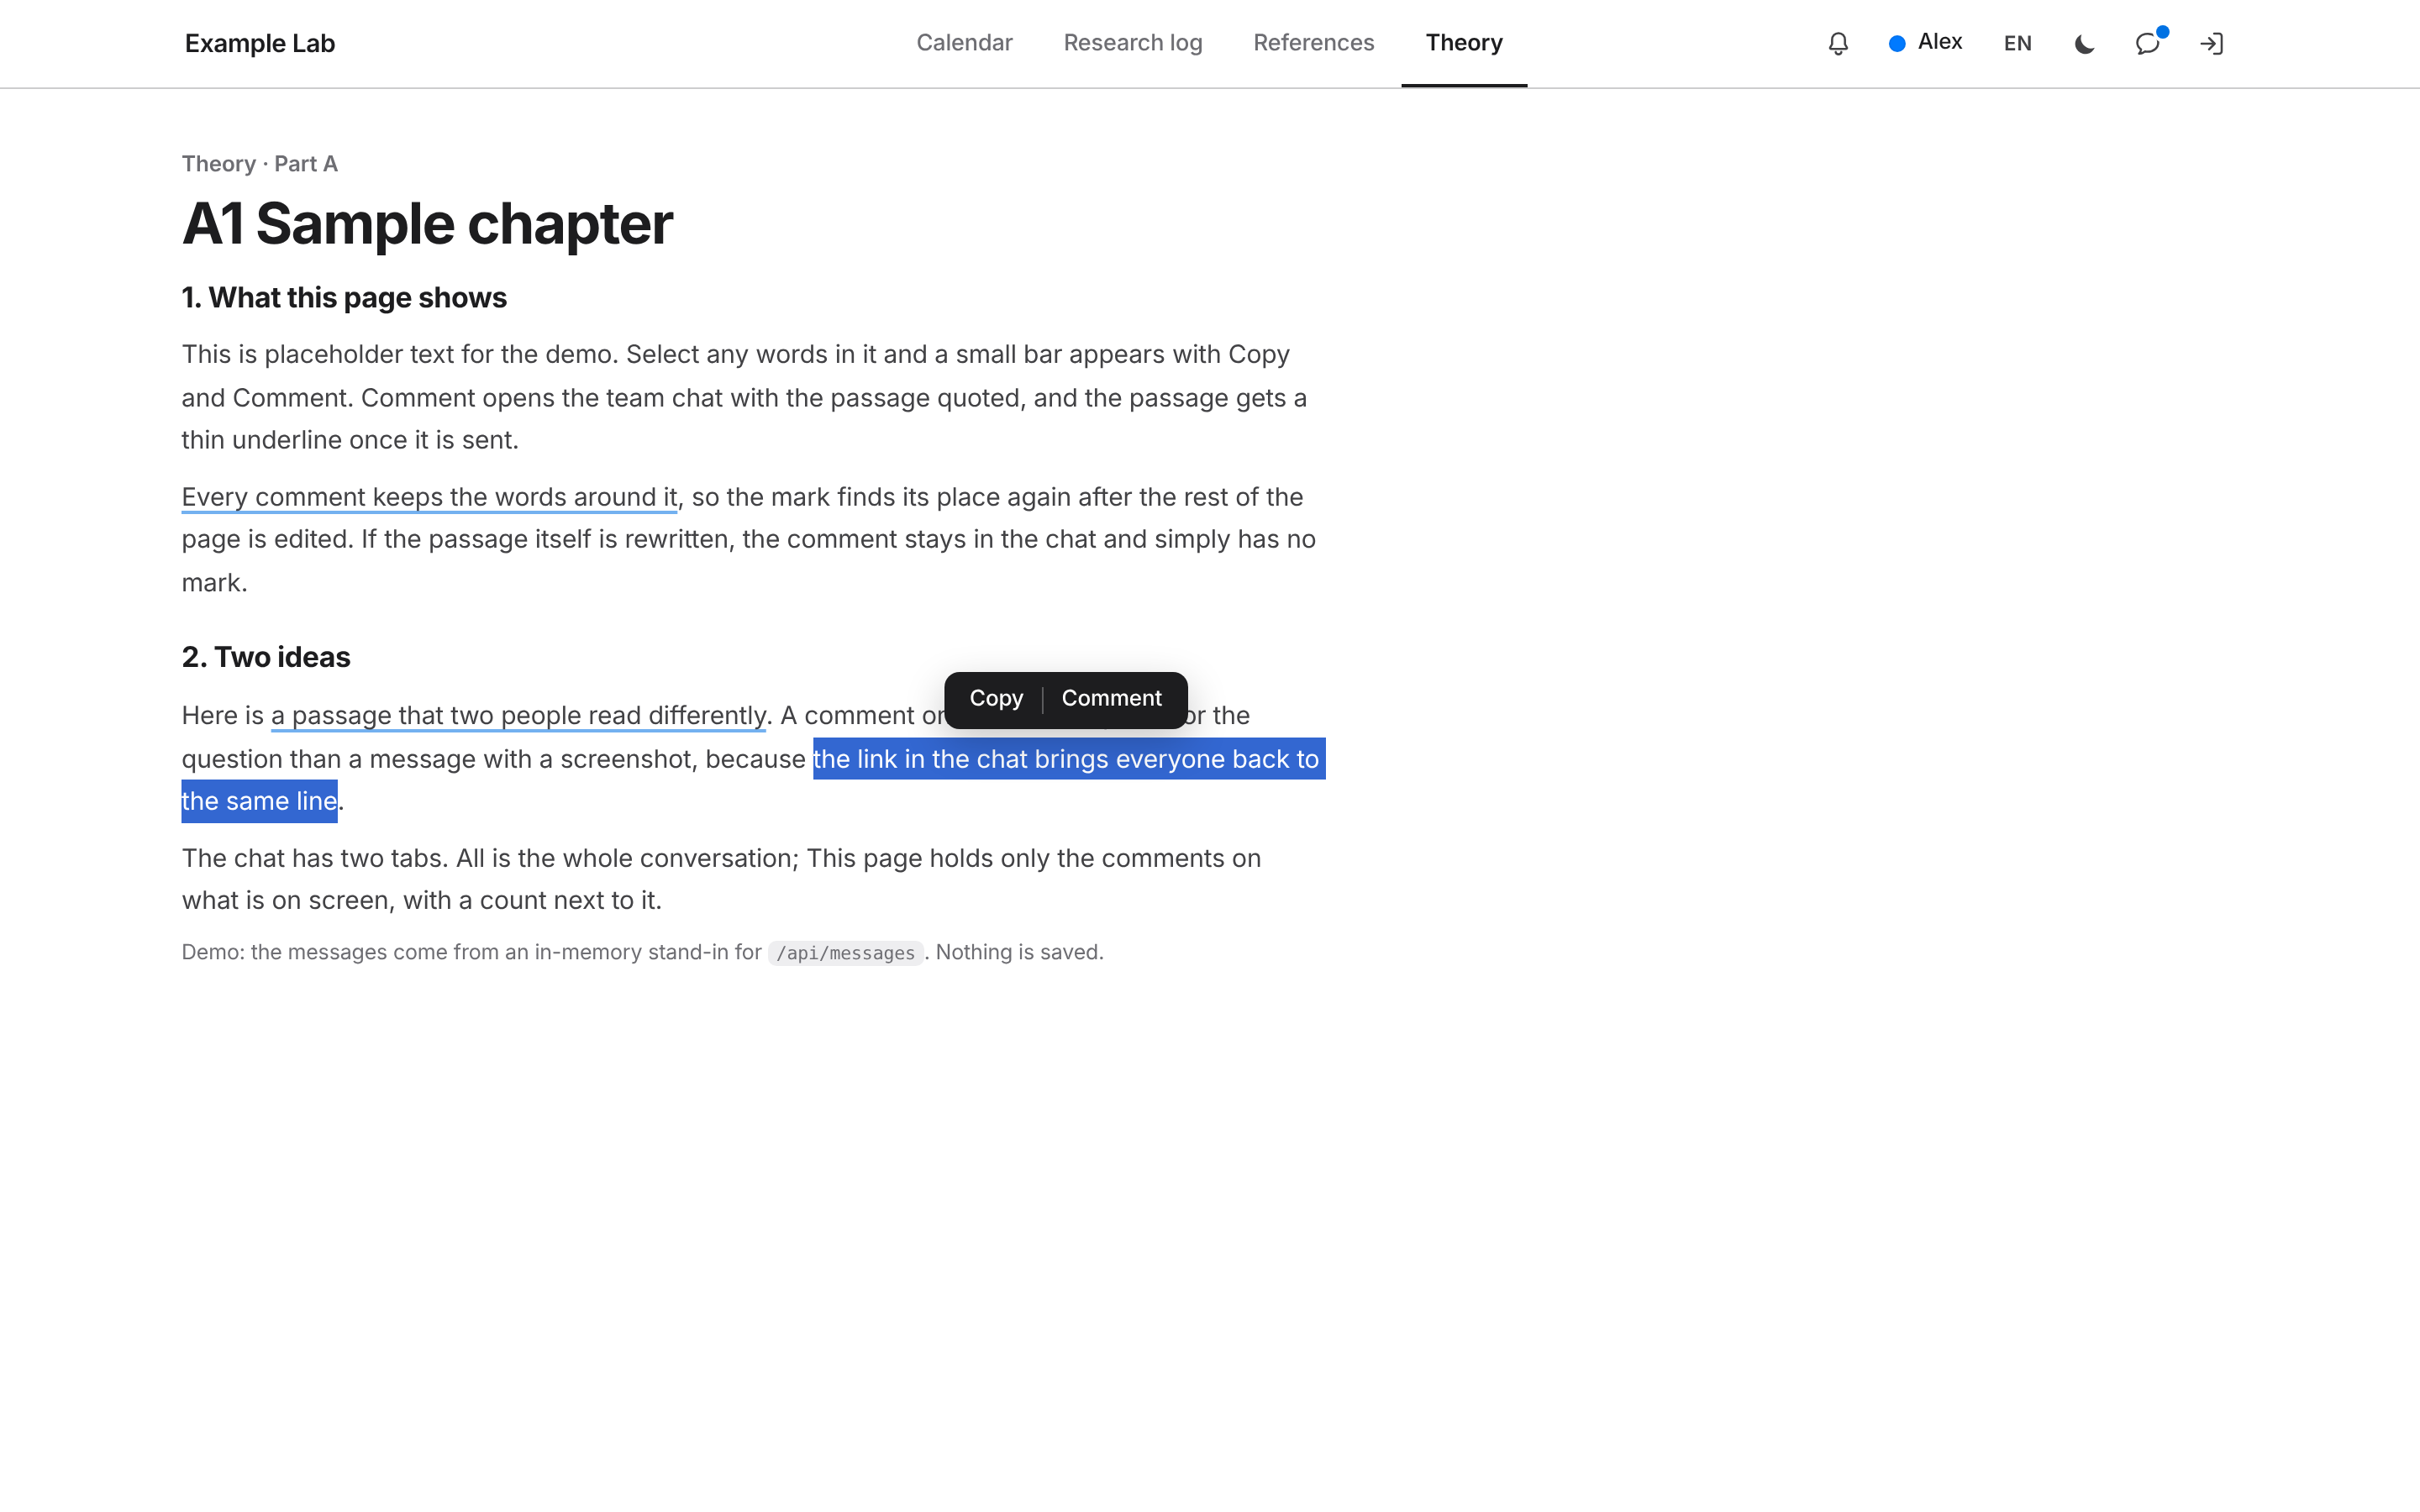 Example Lab
Calendar
Research log
References
Theory
Alex
EN
Theory · Part A
A1 Sample chapter
1. What this page shows
This is placeholder text for the demo. Select any words in it and a small bar appears with Copy
and Comment. Comment opens the team chat with the passage quoted, and the passage gets a
thin underline once it is sent.
Every comment keeps the words around it, so the mark finds its place again after the rest of the
page is edited. If the passage itself is rewritten, the comment stays in the chat and simply has no
mark.
2. Two ideas
Copy
Comment
Here is a passage that two people read differently. A comment or the
question than a message with a screenshot, because the link in the chat brings everyone back to
the same line.
The chat has two tabs. All is the whole conversation; This page holds only the comments on
what is on screen, with a count next to it.
Demo: the messages come from an in-memory stand-in for /api/messages. Nothing is saved.